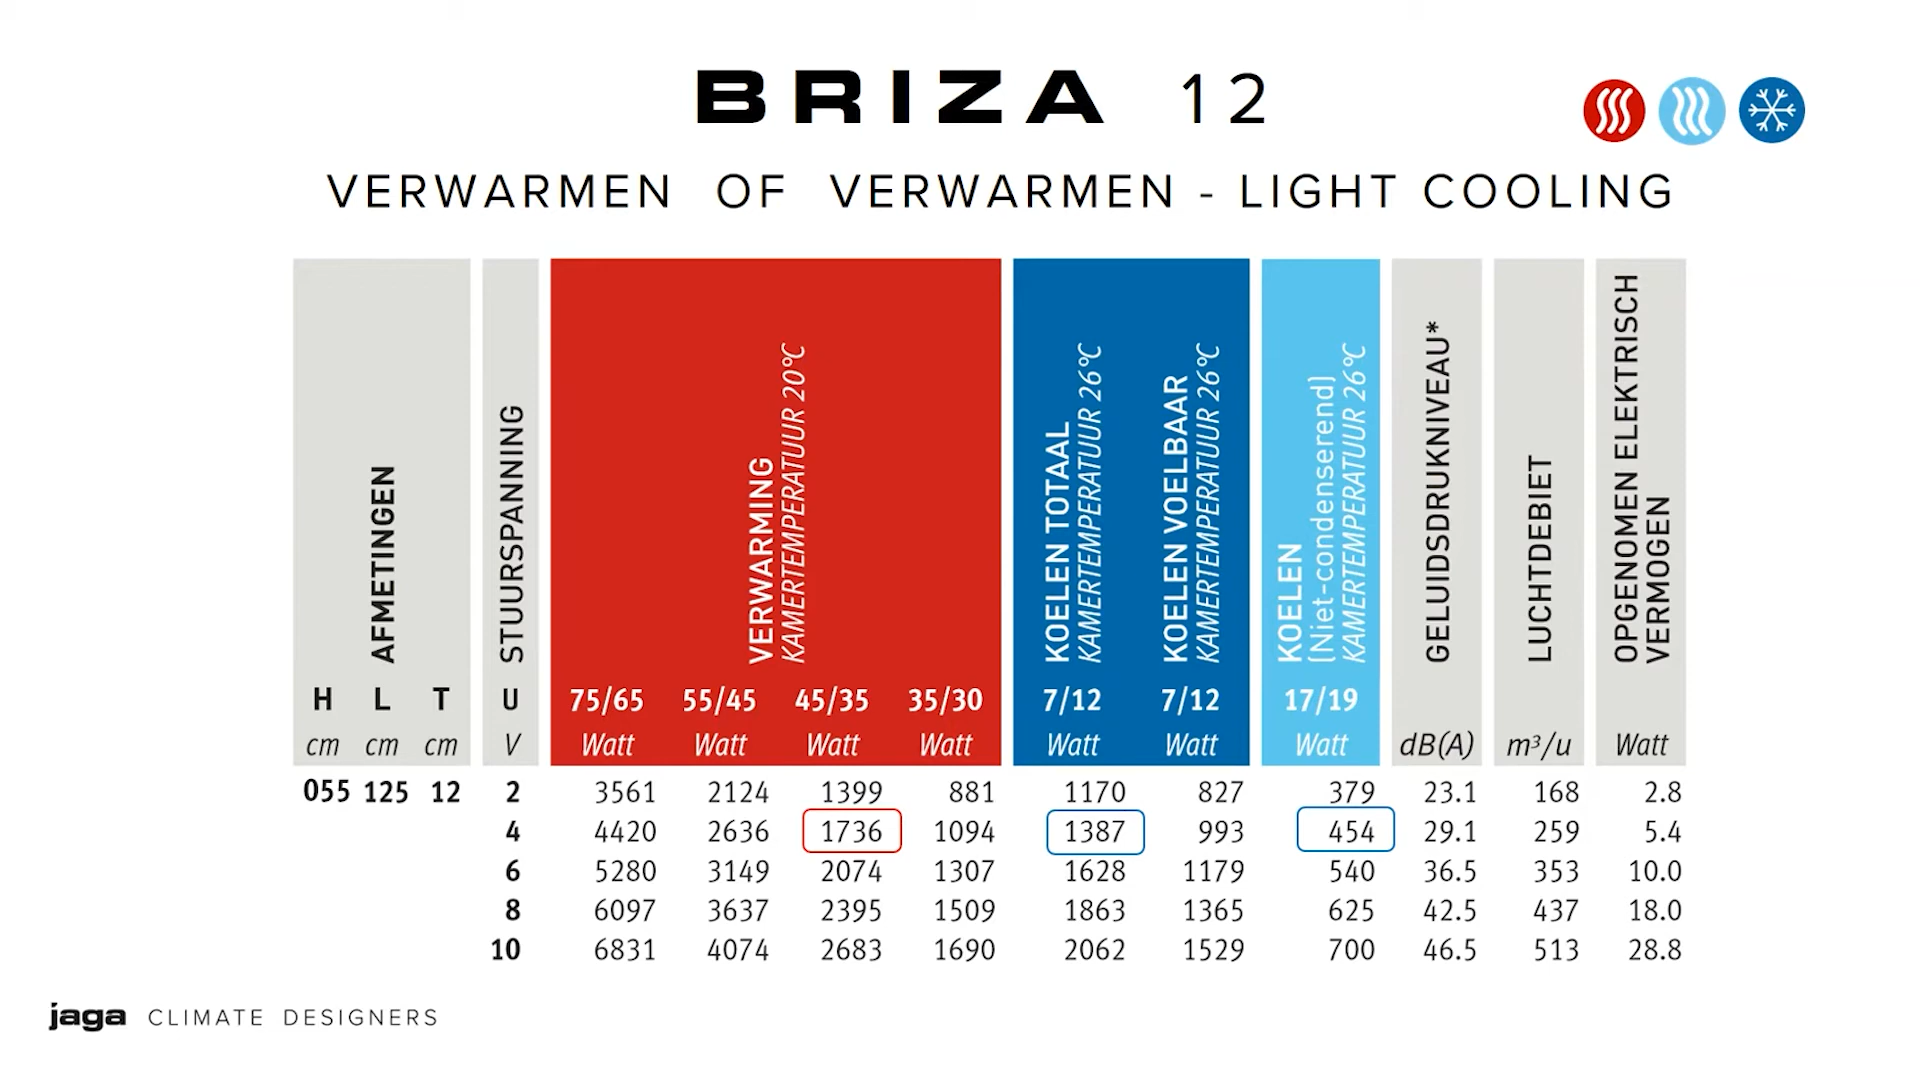 BRIZA 12
VERWARMEN OF VERWARMEN - LIGHT COOLING
AFMETINGEN
STUURSPANNING
VERWARMING
KAMERTEMPERATUUR 20°C
KOELEN TOTAAL
KAMERTEMPERATUUR 26°C
KOELEN VOELBAAR
KAMERTEMPERATUUR 26°C
KOELEN
(Niet-condenserend)
KAMERTEMPERATUUR 26°C
GELUIDSDRUKNIVEAU*
LUCHTDEBIET
OPGENOMEN ELEKTRISCH
VERMOGEN
H L T U 75/65 55/45 45/35 35/30 7/12 7/12 17/19
cm cm cm V Watt Watt Watt Watt Watt Watt Watt dB(A) m³/u Watt
055 125 12 2 3561 2124 1399 881 1170 827 379 23.1 168 2.8
4 4420 2636 1736 1094 1387 993 454 29.1 259 5.4
6 5280 3149 2074 1307 1628 1179 540 36.5 353 10.0
8 6097 3637 2395 1509 1863 1365 625 42.5 437 18.0
10 6831 4074 2683 1690 2062 1529 700 46.5 513 28.8
jaga CLIMATE DESIGNERS